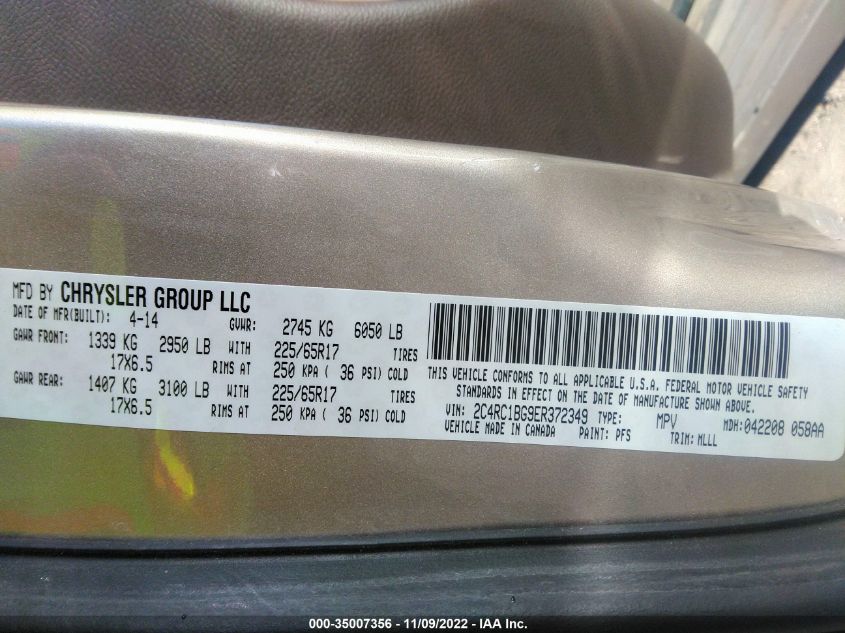 MFD BY CHRYSLER GROUP LLC
DATE OF MFR(BUILT): 4-14 GVWR: 2745 KG 6050 LB
GAWR FRONT: 1339 KG 2950 LB WITH 225/65R17 TIRES
17X6.5 RIMS AT 250 KPA ( 36 PSI) COLD
GAWR REAR: 1407 KG 3100 LB WITH 225/65R17 TIRES
17X6.5 RIMS AT 250 KPA ( 36 PSI) COLD
THIS VEHICLE CONFORMS TO ALL APPLICABLE U.S.A. FEDERAL MOTOR VEHICLE SAFETY
STANDARDS IN EFFECT ON THE DATE OF MANUFACTURE SHOWN ABOVE.
VIN: 2C4RC1BG9ER372349 TYPE: MPV MDH:042208 058AA
VEHICLE MADE IN CANADA PAINT: PFS TRIM: MLLL
000-35007356 - 11/09/2022 - IAA Inc.